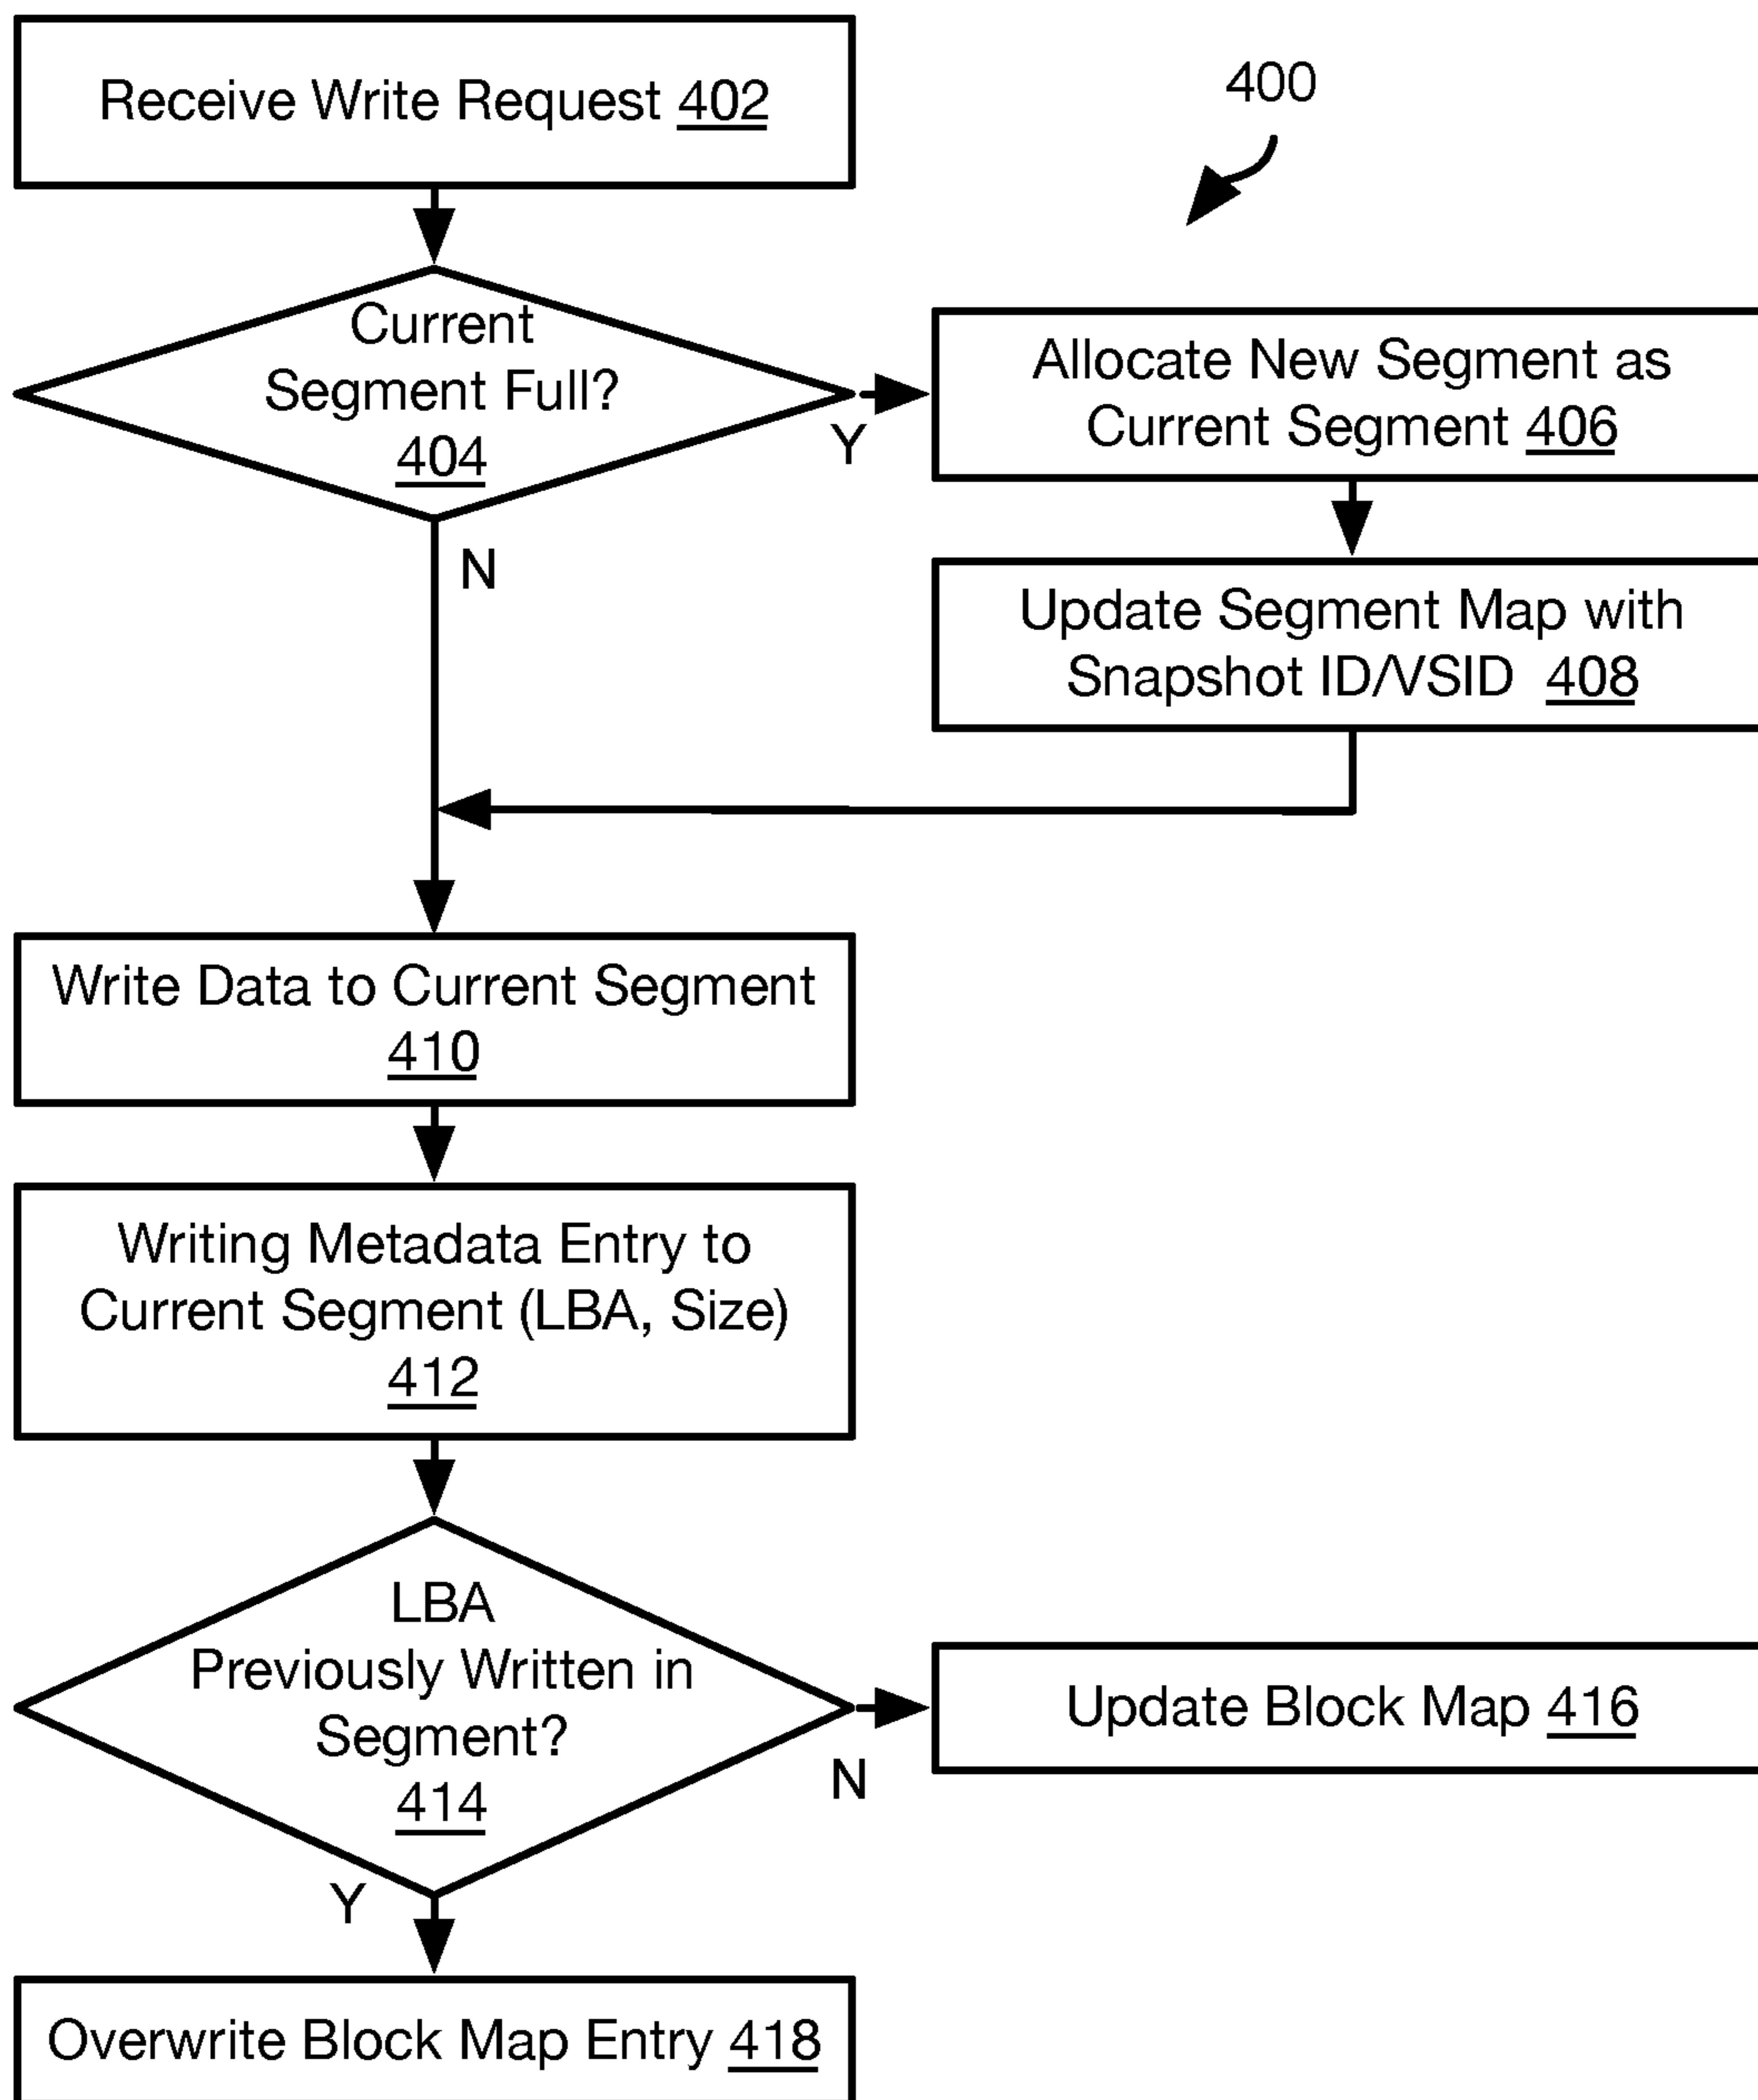 Receive Write Request 402
400
Current
Segment Full?
404
Y
N
Allocate New Segment as
Current Segment 406
Update Segment Map with
Snapshot ID/VSID 408
Write Data to Current Segment
410
Writing Metadata Entry to
Current Segment (LBA, Size)
412
LBA
Previously Written in
Segment?
414
N
Y
Update Block Map 416
Overwrite Block Map Entry 418